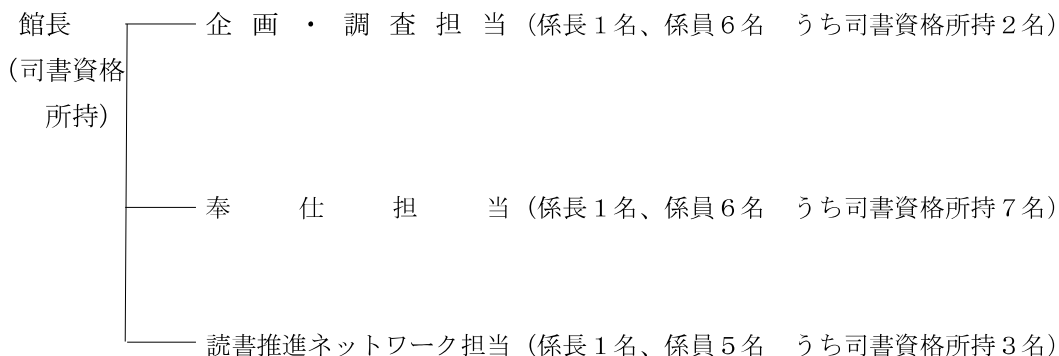 館長
(司書資格
所持)
企画・調査担当(係長1名、係員6名 うち司書資格所持2名)
奉仕担当(係長1名、係員6名 うち司書資格所持7名)
読書推進ネットワーク担当(係長1名、係員5名 うち司書資格所持3名)